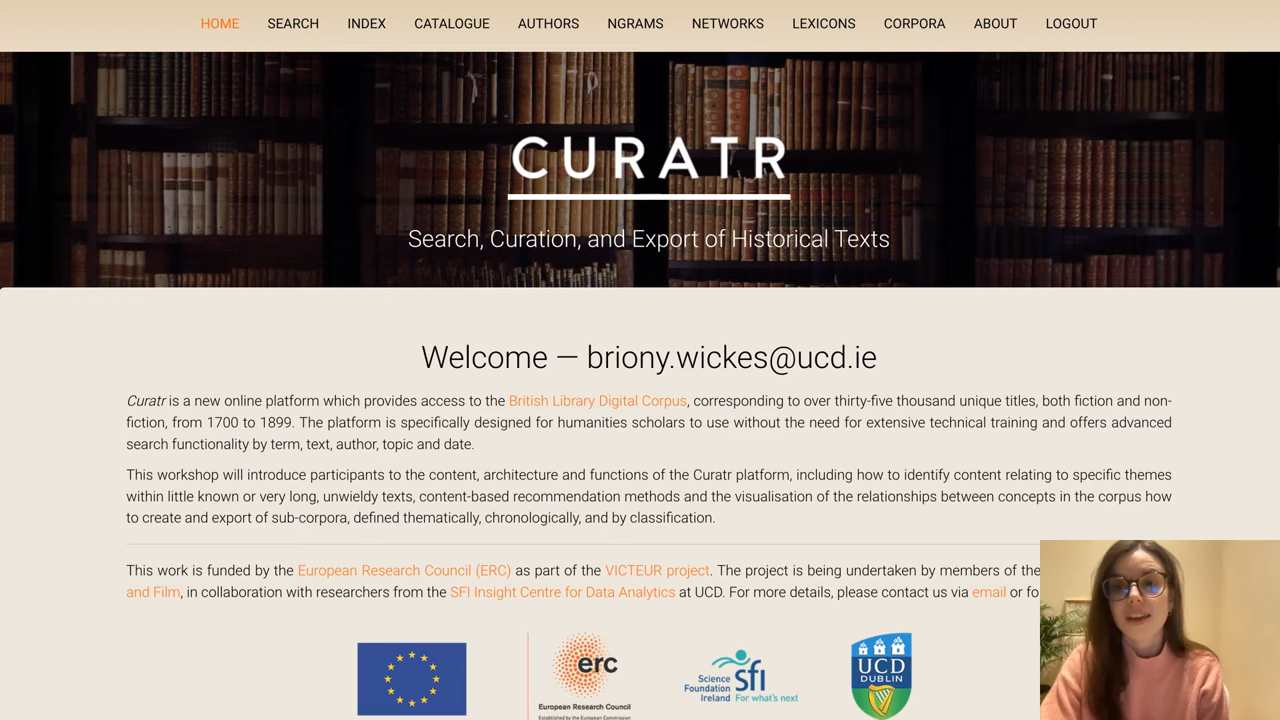 HOME SEARCH INDEX CATALOGUE AUTHORS NGRAMS NETWORKS LEXICONS CORPORA ABOUT LOGOUT
CURATR
Search, Curation, and Export of Historical Texts
Welcome — briony.wickes@ucd.ie
Curatr is a new online platform which provides access to the British Library Digital Corpus, corresponding to over thirty-five thousand unique titles, both fiction and non-
fiction, from 1700 to 1899. The platform is specifically designed for humanities scholars to use without the need for extensive technical training and offers advanced
search functionality by term, text, author, topic and date.
This workshop will introduce participants to the content, architecture and functions of the Curatr platform, including how to identify content relating to specific themes
within little known or very long, unwieldy texts, content-based recommendation methods and the visualisation of the relationships between concepts in the corpus how
to create and export of sub-corpora, defined thematically, chronologically, and by classification.
This work is funded by the European Research Council (ERC) as part of the VICTEUR project. The project is being undertaken by members of the
and Film, in collaboration with researchers from the SFI Insight Centre for Data Analytics at UCD. For more details, please contact us via email or fo
erc
European Research Council
Established by the European Commission
Science
Foundation
Ireland
sfi
For what's next
UCD
DUBLIN